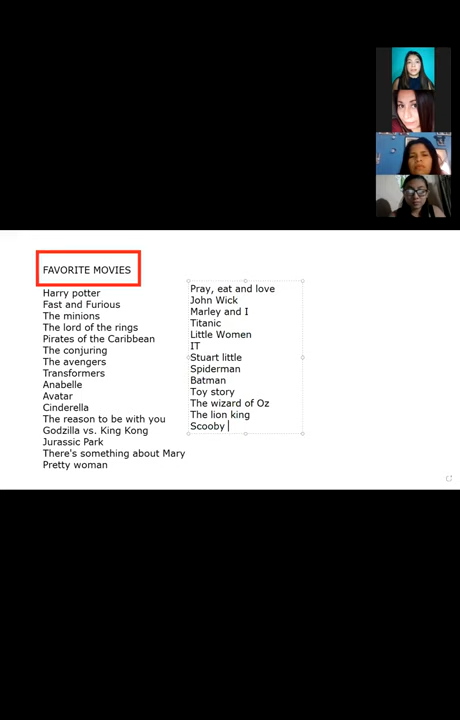 FAVORITE MOVIES
Harry potter
Fast and Furious
The minions
The lord of the rings
Pirates of the Caribbean
The conjuring
The avengers
Transformers
Anabelle
Avatar
Cinderella
The reason to be with you
Godzilla vs. King Kong
Jurassic Park
There's something about Mary
Pretty woman
Pray, eat and love
John Wick
Marley and I
Titanic
Little Women
IT
Stuart little
Spiderman
Batman
Toy story
The wizard of Oz
The lion king
Scooby